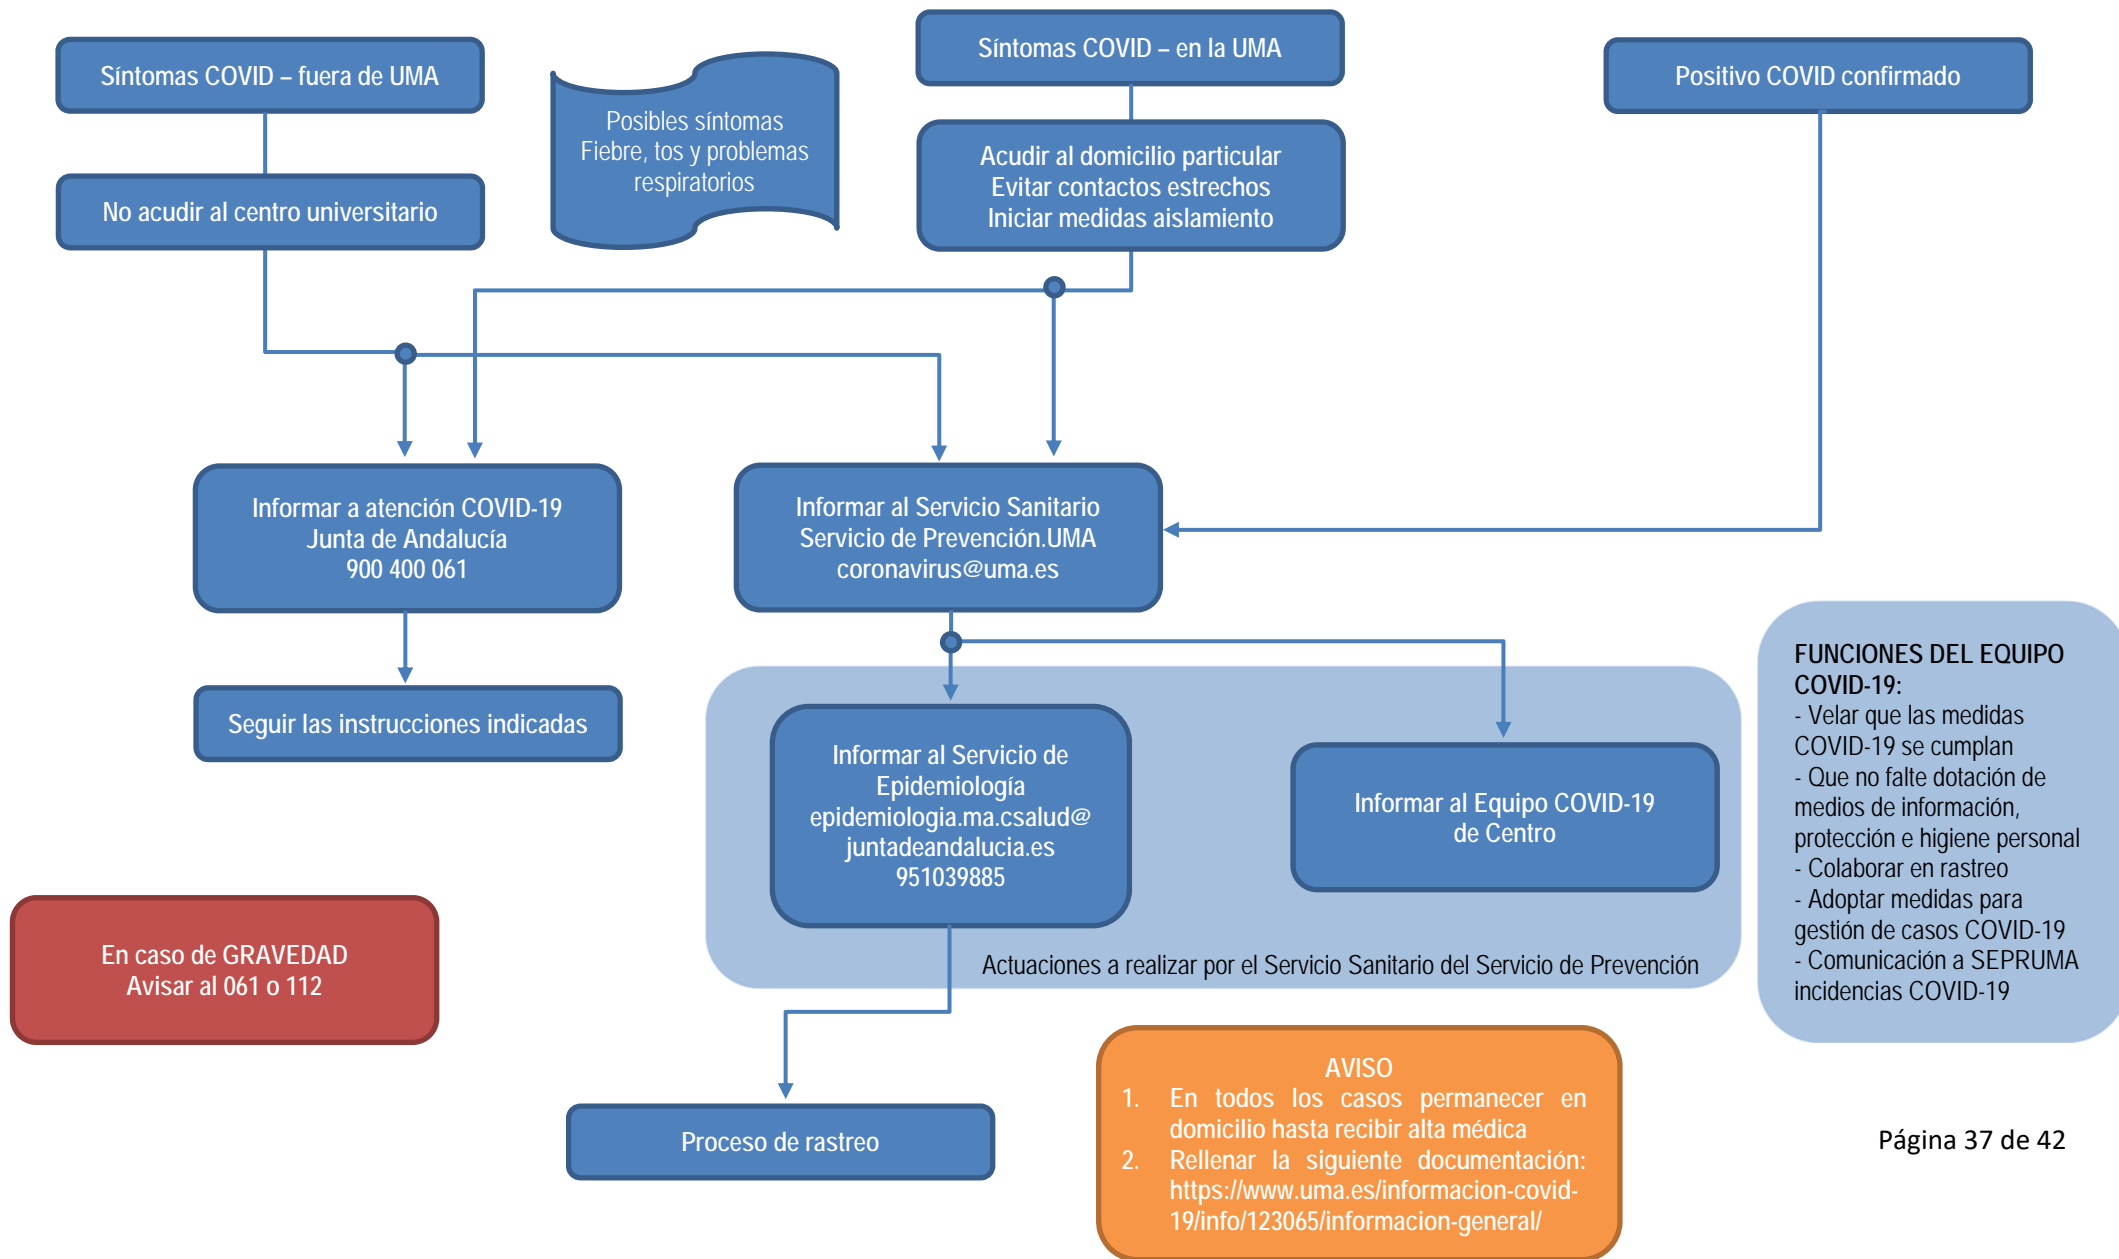 Síntomas COVID – fuera de UMA
Posibles síntomas
Fiebre, tos y problemas
respiratorios
Síntomas COVID – en la UMA
Positivo COVID confirmado
No acudir al centro universitario
Acudir al domicilio particular
Evitar contactos estrechos
Iniciar medidas aislamiento
Informar a atención COVID-19
Junta de Andalucía
900 400 061
Informar al Servicio Sanitario
Servicio de Prevención.UMA
coronavirus@uma.es
Seguir las instrucciones indicadas
Informar al Servicio de
Epidemiología
epidemiologia.ma.csalud@
juntadeandalucia.es
951039885
Informar al Equipo COVID-19
de Centro
Actuaciones a realizar por el Servicio Sanitario del Servicio de Prevención
FUNCIONES DEL EQUIPO
COVID-19:
- Velar que las medidas
COVID-19 se cumplan
- Que no falte dotación de
medios de información,
protección e higiene personal
- Colaborar en rastreo
- Adoptar medidas para
gestión de casos COVID-19
- Comunicación a SEPRUMA
incidencias COVID-19
En caso de GRAVEDAD
Avisar al 061 o 112
Proceso de rastreo
AVISO
1. En todos los casos permanecer en
domicilio hasta recibir alta médica
2. Rellenar la siguiente documentación:
https://www.uma.es/informacion-covid-
19/info/123065/informacion-general/
Página 37 de 42